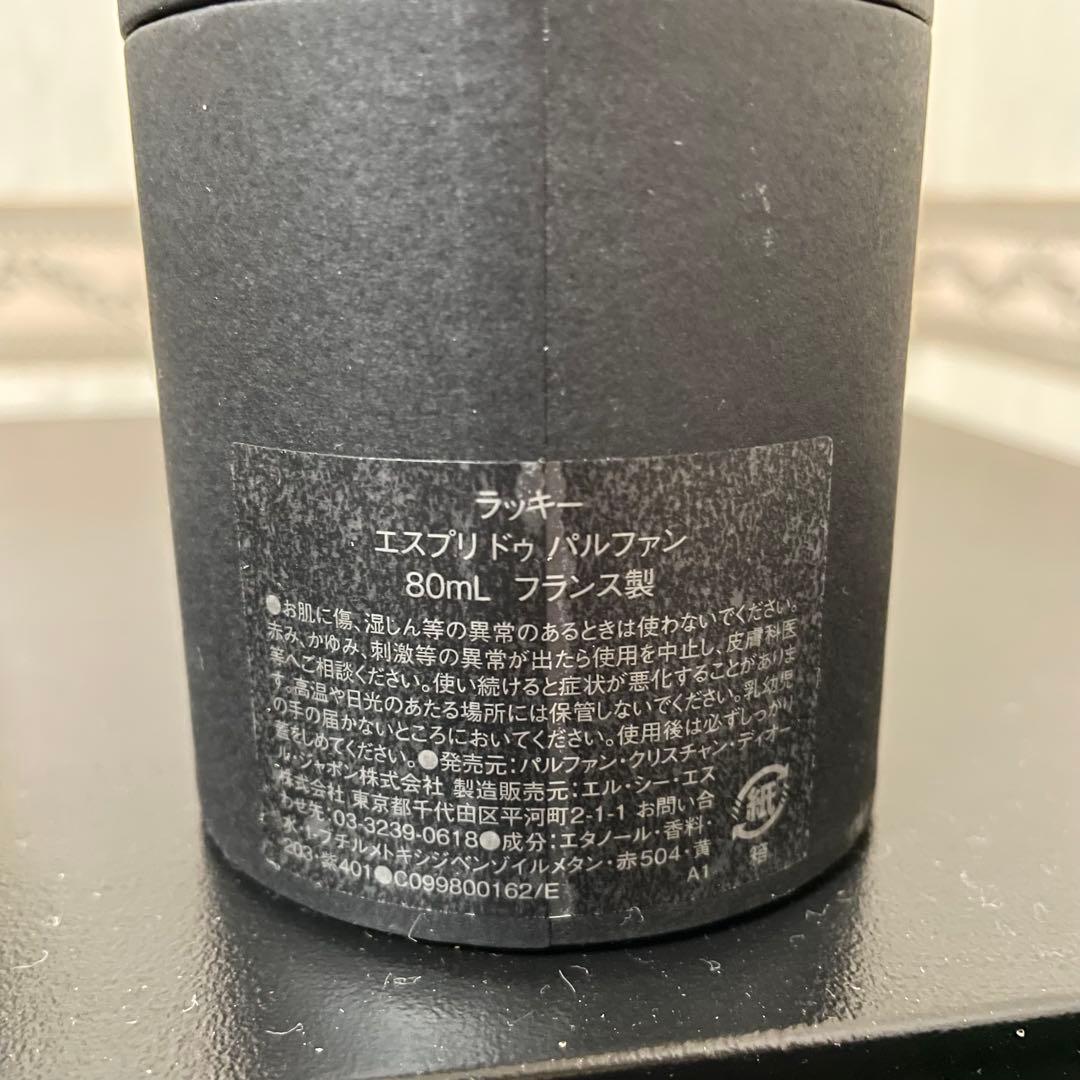 ラッキー
エスプリ ドゥ パルファン
80mL フランス製
●お肌に傷、湿しん等の異常のあるときは使わないでください。
赤み、かゆみ、刺激等の異常が出たら使用を中止し、皮膚科医
等へご相談ください。使い続けると症状が悪化することがありま
す。高温や日光のあたる場所には保管しないでください。乳幼児
の手の届かないところにおいてください。使用後は必ずしっかり
蓋をしめてください。●発売元：パルファン・クリスチャン・ディオー
ル・ジャポン株式会社 製造販売元：エル・シー・エス
株式会社 東京都千代田区平河町2-1-1 お問い合
わせ先：03-3239-0618●成分：エタノール・香料・
水・t-ブチルメトキシジベンゾイルメタン・赤504・黄
203・紫401●C099800162/E
A1
紙
箱